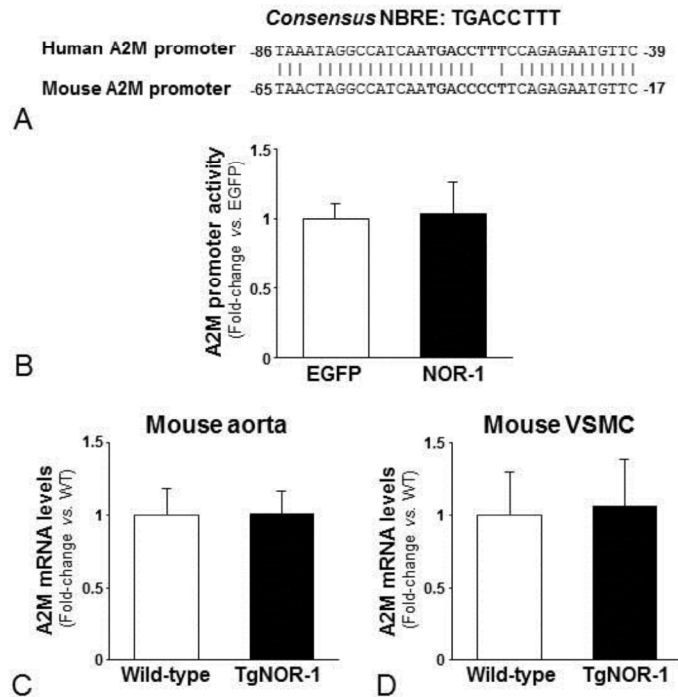 Consensus NBRE: TGACCTTT
Human A2M promoter -86 TAAATAGGCCATCAATGACCTTTCCAGAGAATGTTC -39
Mouse A2M promoter -65 TAACTAGGCCATCAATGACCCCTTCAGAGAATGTTC -17
A
A2M promoter activity
(Fold-change vs. EGFP)
1.5
1
0.5
0
EGFP NOR-1
B
Mouse aorta
A2M mRNA levels
(Fold-change vs. WT)
1.5
1
0.5
0
Wild-type TgNOR-1
C
Mouse VSMC
A2M mRNA levels
(Fold-change vs. WT)
1.5
1
0.5
0
Wild-type TgNOR-1
D